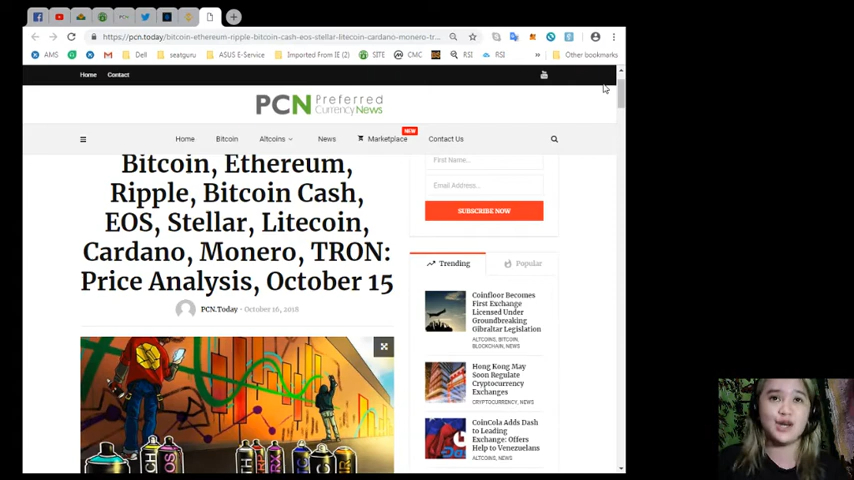 https://pcn.today/bitcoin-ethereum-ripple-bitcoin-cash-eos-stellar-litecoin-cardano-monero-tr...
AMS
Dell
seatguru
ASUS E-Service
Imported From IE (2)
SITE
CMC
RSI
RSI
»
Other bookmarks
Home
Contact
PCN Preferred
CurrencyNews
Home
Bitcoin
Altcoins
News
Marketplace
NEW
Contact Us
Bitcoin, Ethereum,
Ripple, Bitcoin Cash,
EOS, Stellar, Litecoin,
Cardano, Monero, TRON:
Price Analysis, October 15
PCN.Today - October 16, 2018
First Name...
Email Address...
SUBSCRIBE NOW
Trending
Popular
Coinfloor Becomes
First Exchange
Licensed Under
Groundbreaking
Gibraltar Legislation
ALTCOINS, BITCOIN,
BLOCKCHAIN, NEWS
Hong Kong May
Soon Regulate
Cryptocurrency
Exchanges
CRYPTOCURRENCY, NEWS
CoinCola Adds Dash
to Leading
Exchange: Offers
Help to Venezuelans
ALTCOINS, NEWS